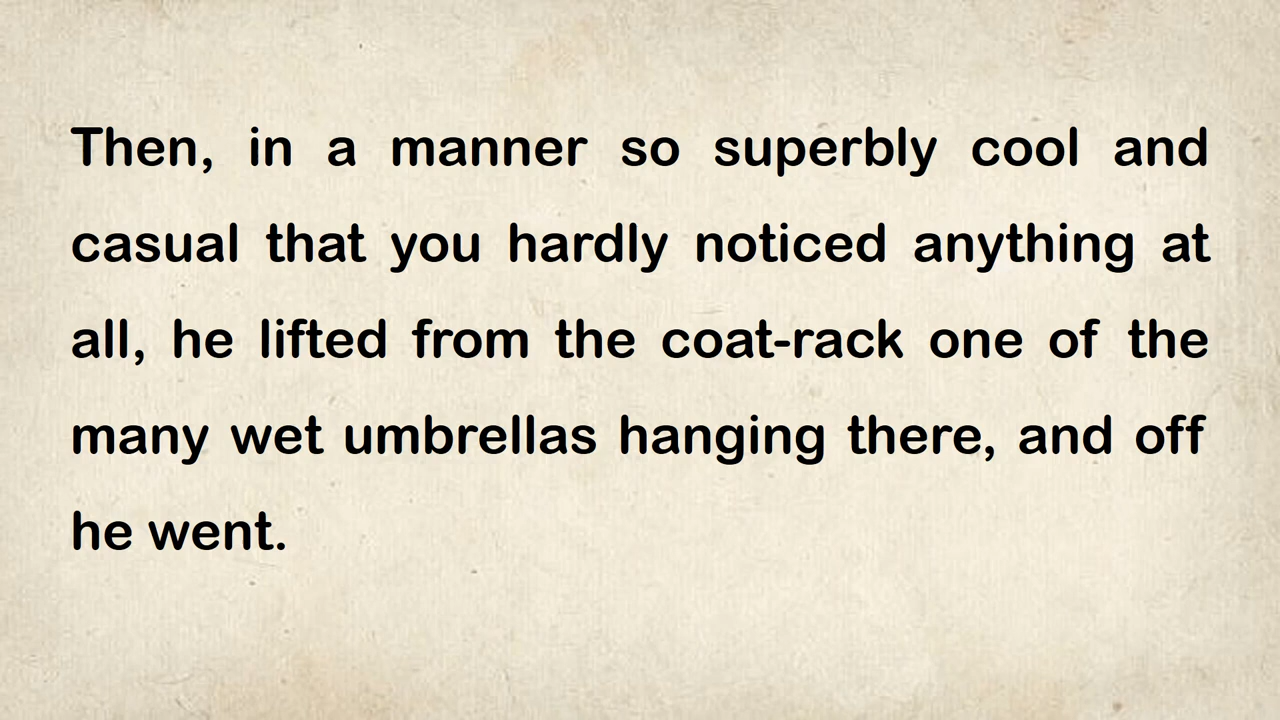 Then, in a manner so superbly cool and
casual that you hardly noticed anything at
all, he lifted from the coat-rack one of the
many wet umbrellas hanging there, and off
he went.